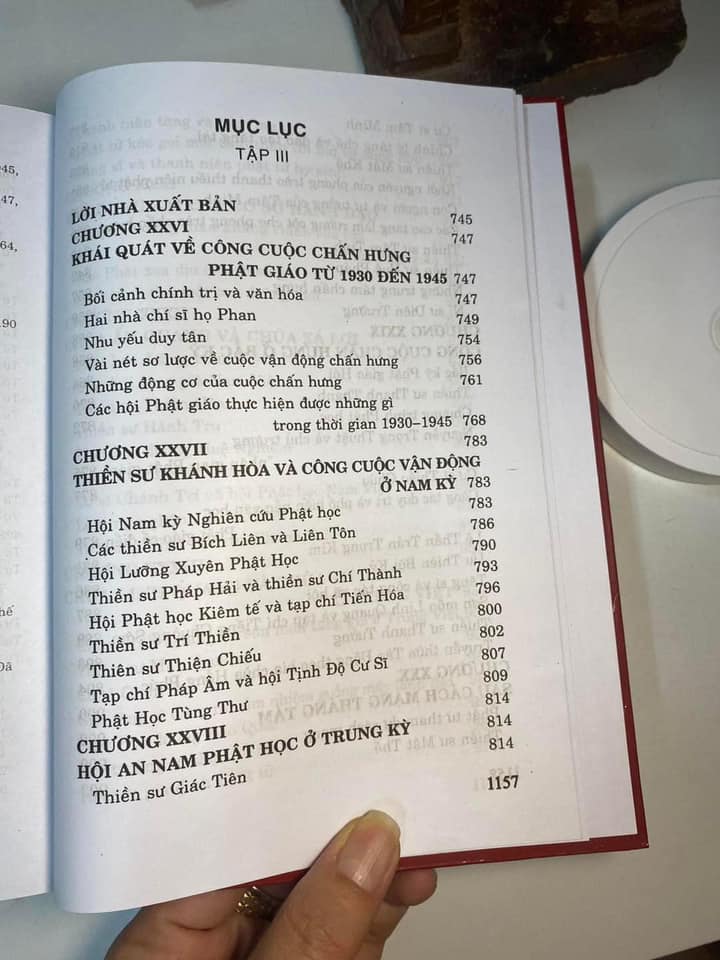 945,
47,
64,
190
hế
Đã
MỤC LỤC
TẬP III
LỜI NHÀ XUẤT BẢN 745
CHƯƠNG XXVI 747
KHÁI QUÁT VỀ CÔNG CUỘC CHẤN HƯNG
PHẬT GIÁO TỪ 1930 ĐẾN 1945 747
Bối cảnh chính trị và văn hóa 747
Hai nhà chí sĩ họ Phan 749
Nhu yếu duy tân 754
Vài nét sơ lược về cuộc vận động chấn hưng 756
Những động cơ của cuộc chấn hưng 761
Các hội Phật giáo thực hiện được những gì
trong thời gian 1930–1945 768
CHƯƠNG XXVII 783
THIỀN SƯ KHÁNH HÒA VÀ CÔNG CUỘC VẬN ĐỘNG
Ở NAM KỲ 783
Hội Nam kỳ Nghiên cứu Phật học 783
Các thiền sư Bích Liên và Liên Tôn 786
Hội Lưỡng Xuyên Phật Học 790
Thiền sư Pháp Hải và thiền sư Chí Thành 793
Hội Phật học Kiêm tế và tạp chí Tiến Hóa 796
Thiền sư Trí Thiền 800
Thiên sư Thiện Chiếu 802
Tạp chí Pháp Âm và hội Tịnh Độ Cư Sĩ 807
Phật Học Tùng Thư 809
CHƯƠNG XXVIII 814
HỘI AN NAM PHẬT HỌC Ở TRUNG KỲ 814
Thiền sư Giác Tiên 814
1157